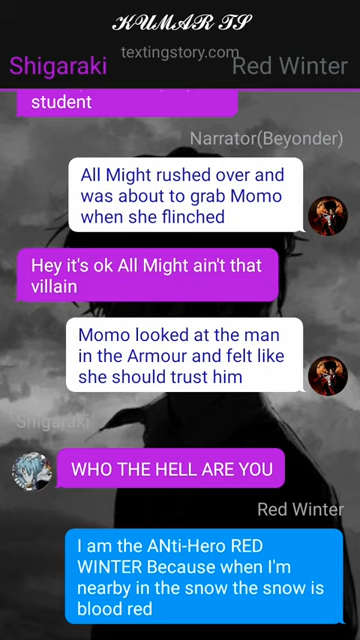 KUMAR TS
textingstory.com
Shigaraki
Red Winter
student
Narrator(Beyonder)
All Might rushed over and
was about to grab Momo
when she flinched
Hey it's ok All Might ain't that
villain
Momo looked at the man
in the Armour and felt like
she should trust him
Shigaraki
WHO THE HELL ARE YOU
Red Winter
I am the ANti-Hero RED
WINTER Because when I'm
nearby in the snow the snow is
blood red